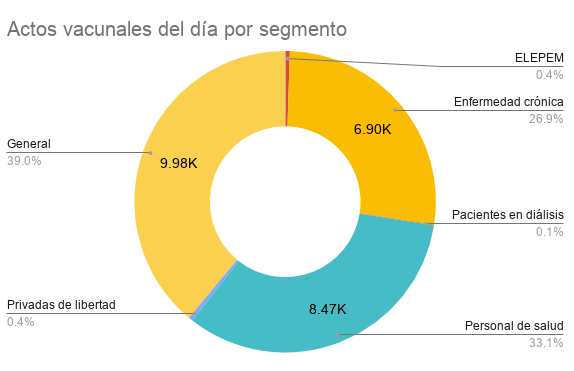 Actos vacunales del día por segmento
ELEPEM
0.4%
Enfermedad crónica
26.9%
6.90K
General
39.0%
9.98K
Pacientes en diálisis
0.1%
Privadas de libertad
0.4%
8.47K
Personal de salud
33.1%